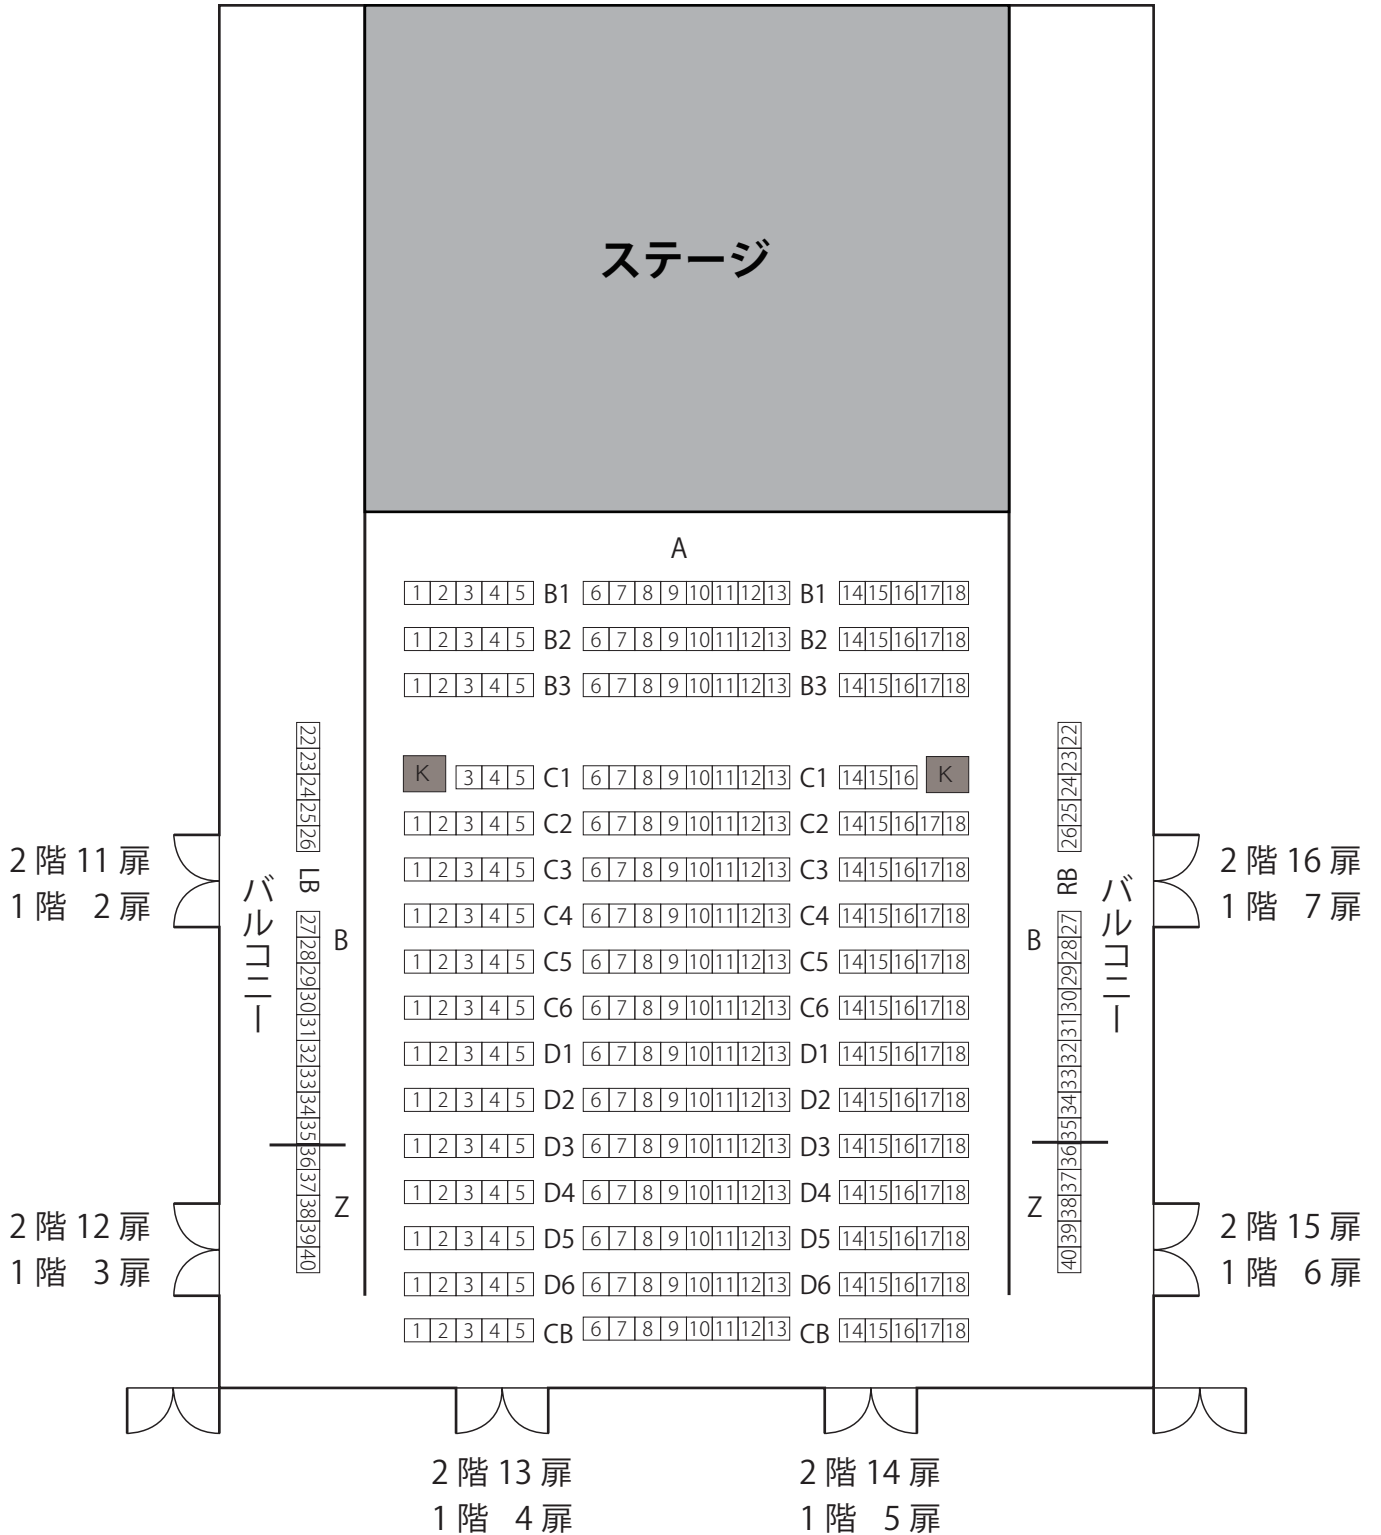 ステージ
A
1 2 3 4 5 B1 6 7 8 9 10 11 12 13 B1 14 15 16 17 18
1 2 3 4 5 B2 6 7 8 9 10 11 12 13 B2 14 15 16 17 18
1 2 3 4 5 B3 6 7 8 9 10 11 12 13 B3 14 15 16 17 18
K 3 4 5 C1 6 7 8 9 10 11 12 13 C1 14 15 16 K
1 2 3 4 5 C2 6 7 8 9 10 11 12 13 C2 14 15 16 17 18
1 2 3 4 5 C3 6 7 8 9 10 11 12 13 C3 14 15 16 17 18
1 2 3 4 5 C4 6 7 8 9 10 11 12 13 C4 14 15 16 17 18
1 2 3 4 5 C5 6 7 8 9 10 11 12 13 C5 14 15 16 17 18
1 2 3 4 5 C6 6 7 8 9 10 11 12 13 C6 14 15 16 17 18
1 2 3 4 5 D1 6 7 8 9 10 11 12 13 D1 14 15 16 17 18
1 2 3 4 5 D2 6 7 8 9 10 11 12 13 D2 14 15 16 17 18
1 2 3 4 5 D3 6 7 8 9 10 11 12 13 D3 14 15 16 17 18
1 2 3 4 5 D4 6 7 8 9 10 11 12 13 D4 14 15 16 17 18
1 2 3 4 5 D5 6 7 8 9 10 11 12 13 D5 14 15 16 17 18
1 2 3 4 5 D6 6 7 8 9 10 11 12 13 D6 14 15 16 17 18
1 2 3 4 5 CB 6 7 8 9 10 11 12 13 CB 14 15 16 17 18
22 23 24 25 26 LB 27 28 29 30 31 32 33 34 35 36 37 38 39 40
バルコニー
B
Z
22 23 24 25 26 RB 27 28 29 30 31 32 33 34 35 36 37 38 39 40
バルコニー
B
Z
2 階 11 扉
1 階 2 扉
2 階 12 扉
1 階 3 扉
2 階 16 扉
1 階 7 扉
2 階 15 扉
1 階 6 扉
2 階 13 扉
1 階 4 扉
2 階 14 扉
1 階 5 扉